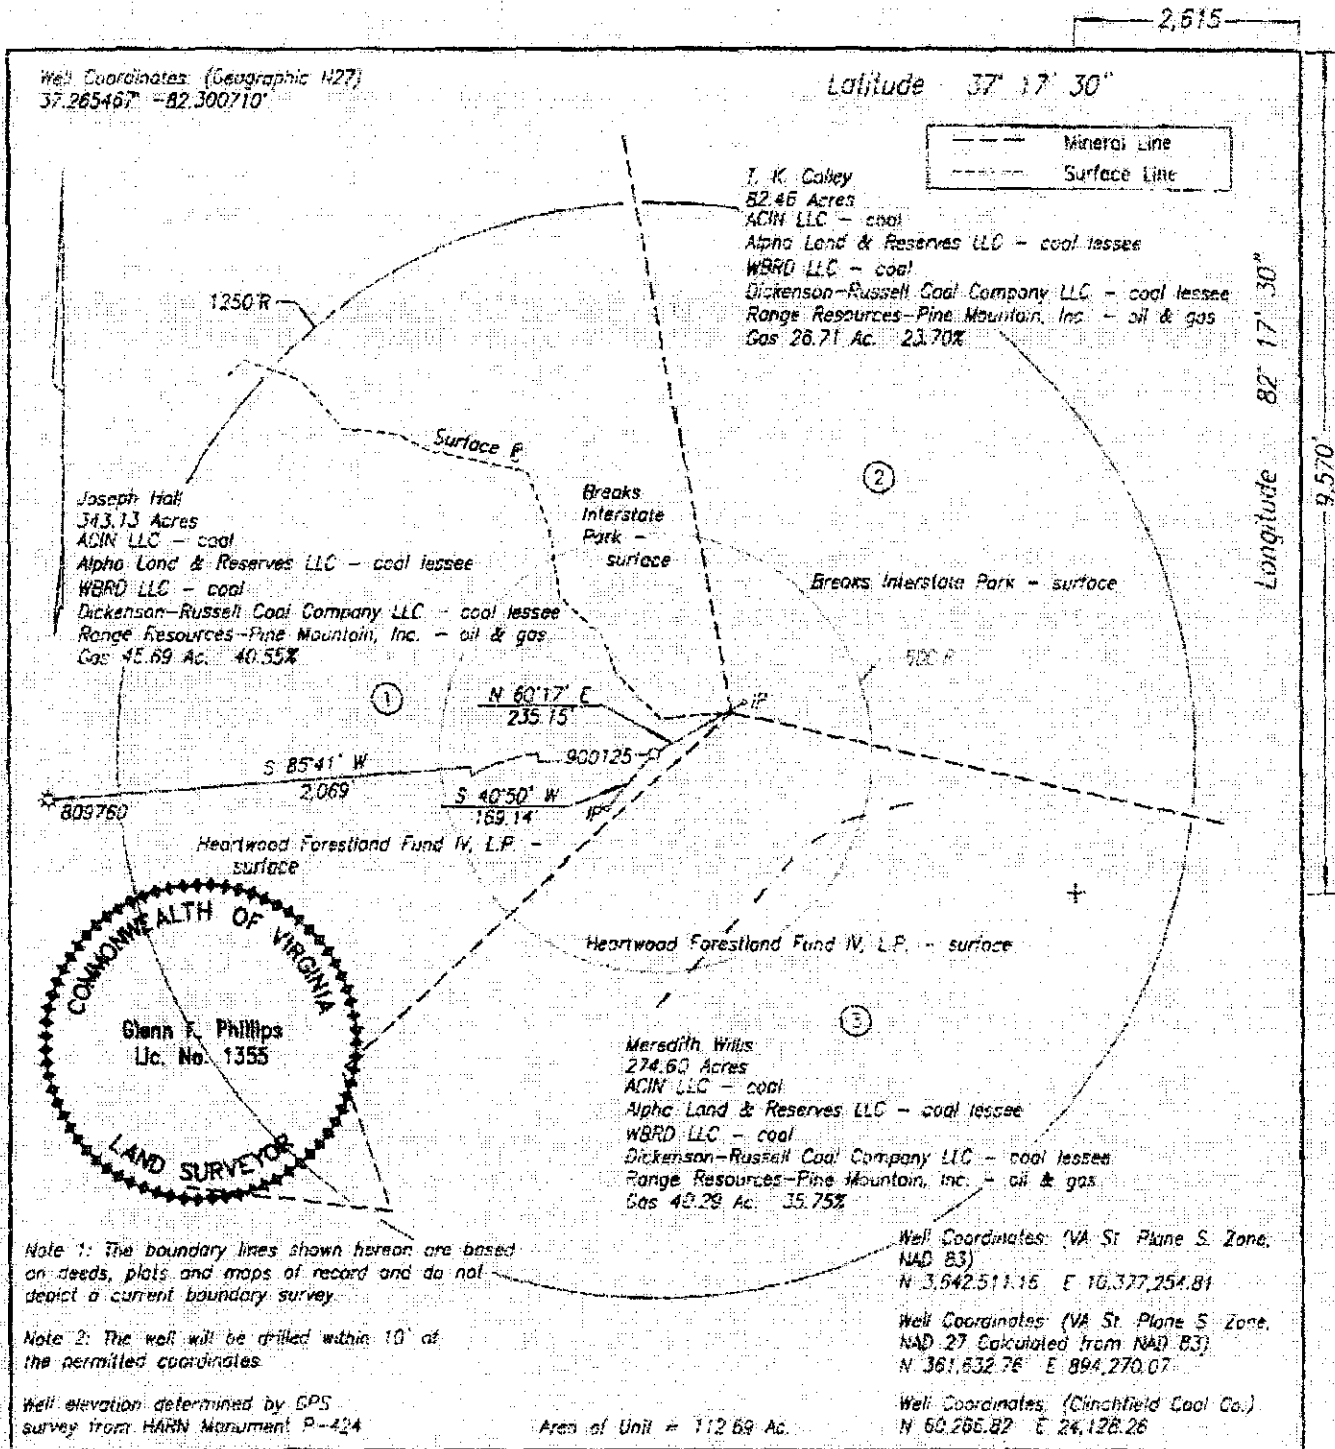 2,615
Well Coordinates: (Geographic N27)
37.265467° -82.300710°
Latitude 37° 17' 30"
Mineral Line
Surface Line
T. K. Colley
82.46 Acres
ACIN LLC - coal
Alpha Land & Reserves LLC - coal lessee
WBRD LLC - coal
Dickenson-Russell Coal Company LLC - coal lessee
Range Resources-Pine Mountain, Inc. - oil & gas
Gas 26.71 Ac. 23.70%
1250'R
Longitude 82° 17' 30"
9,570'
Surface
2
Joseph Hall
343.13 Acres
ACIN LLC - coal
Alpha Land & Reserves LLC - coal lessee
WBRD LLC - coal
Dickenson-Russell Coal Company LLC - coal lessee
Range Resources-Pine Mountain, Inc. - oil & gas
Gas 45.69 Ac. 40.55%
Breaks
Interstate
Park -
surface
Breaks Interstate Park - surface
500'R
1
N 60°17' E
235.15'
IP
900125
S 85°41' W
2,069'
S 40°50' W
169.14'
IP
809760
Heartwood Forestland Fund IV, L.P. -
surface
COMMONWEALTH OF VIRGINIA
Glenn F. Phillips
Lic. No. 1355
LAND SURVEYOR
Heartwood Forestland Fund IV, L.P. - surface
3
Meredith Willis
274.60 Acres
ACIN LLC - coal
Alpha Land & Reserves LLC - coal lessee
WBRD LLC - coal
Dickenson-Russell Coal Company LLC - coal lessee
Range Resources-Pine Mountain, Inc. - oil & gas
Gas 40.29 Ac. 35.75%
Note 1: The boundary lines shown hereon are based
on deeds, plats and maps of record and do not
depict a current boundary survey.
Note 2: The well will be drilled within 10' of
the permitted coordinates.
Well elevation determined by GPS
survey from HARN Monument P-424
Area of Unit = 112.69 Ac.
Well Coordinates: (VA St. Plane S. Zone,
NAD 83)
N 3,642,511.16 E 10,377,254.81
Well Coordinates: (VA St. Plane S. Zone,
NAD 27 Calculated from NAD 83)
N 361,632.76 E 894,270.07
Well Coordinates: (Clinchfield Coal Co.)
N 60,266.82 E 24,128.26